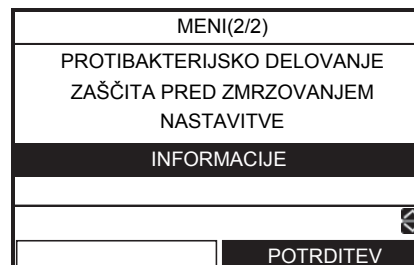 MENI(2/2)
PROTIBAKTERIJSKO DELOVANJE
ZAŠČITA PRED ZMRZOVANJEM
NASTAVITVE
INFORMACIJE
POTRDITEV